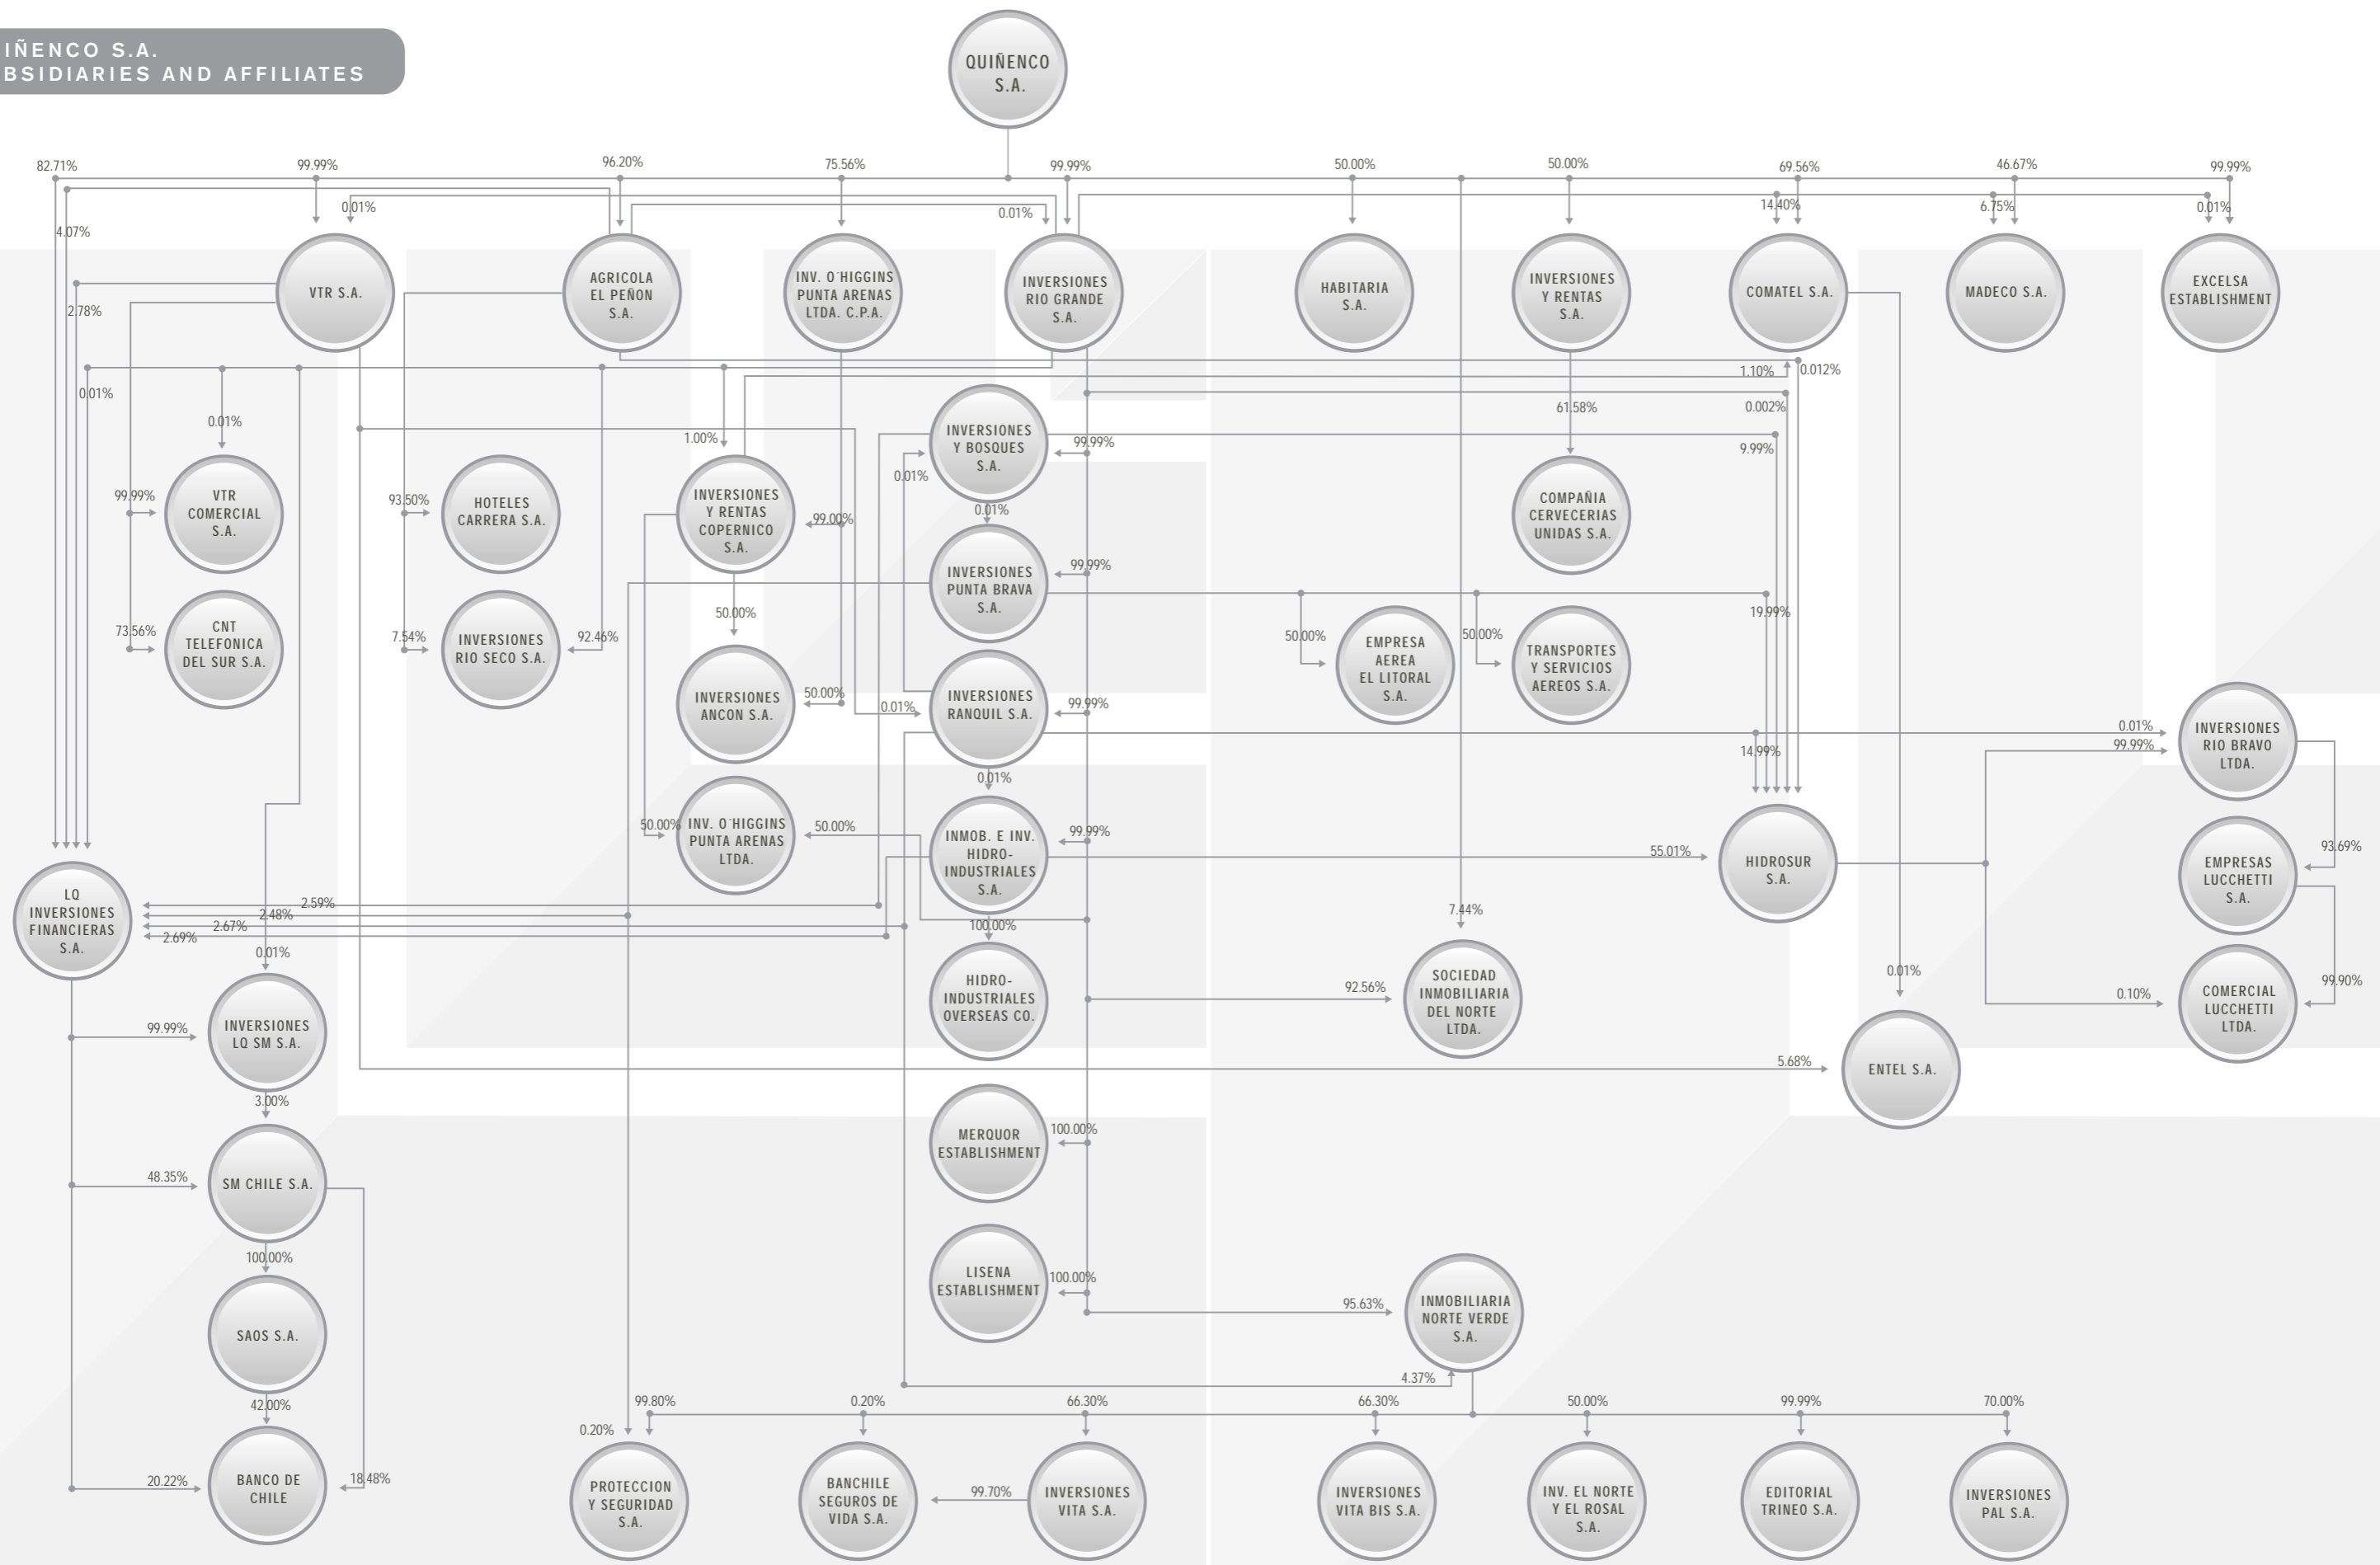 IÑENCO S.A.
BSIDIARIES AND AFFILIATES
QUIÑENCO
S.A.
82.71%
99.99%
96.20%
75.56%
99.99%
50.00%
50.00%
69.56%
46.67%
99.99%
4.07%
0.01%
0.01%
14.40%
6.75%
0.01%
VTR S.A.
AGRICOLA
EL PEÑON
S.A.
INV. O´HIGGINS
PUNTA ARENAS
LTDA. C.P.A.
INVERSIONES
RIO GRANDE
S.A.
HABITARIA
S.A.
INVERSIONES
Y RENTAS
S.A.
COMATEL S.A.
MADECO S.A.
EXCELSA
ESTABLISHMENT
2.78%
0.01%
0.01%
1.00%
1.10%
0.012%
0.002%
61.58%
9.99%
INVERSIONES
Y BOSQUES
S.A.
99.99%
0.01%
0.01%
99.99%
VTR
COMERCIAL
S.A.
93.50%
HOTELES
CARRERA S.A.
INVERSIONES
Y RENTAS
COPERNICO
S.A.
99.00%
COMPAÑIA
CERVECERIAS
UNIDAS S.A.
INVERSIONES
PUNTA BRAVA
S.A.
99.99%
50.00%
19.99%
73.56%
CNT
TELEFONICA
DEL SUR S.A.
7.54%
INVERSIONES
RIO SECO S.A.
92.46%
50.00%
EMPRESA
AEREA
EL LITORAL
S.A.
50.00%
TRANSPORTES
Y SERVICIOS
AEREOS S.A.
INVERSIONES
ANCON S.A.
50.00%
0.01%
INVERSIONES
RANQUIL S.A.
99.99%
14.99%
0.01%
99.99%
INVERSIONES
RIO BRAVO
LTDA.
0.01%
50.00%
INV. O´HIGGINS
PUNTA ARENAS
LTDA.
50.00%
INMOB. E INV.
HIDRO-
INDUSTRIALES
S.A.
99.99%
55.01%
HIDROSUR
S.A.
93.69%
EMPRESAS
LUCCHETTI
S.A.
LQ
INVERSIONES
FINANCIERAS
S.A.
2.59%
2.48%
2.67%
2.69%
100.00%
7.44%
0.01%
HIDRO-
INDUSTRIALES
OVERSEAS CO.
92.56%
SOCIEDAD
INMOBILIARIA
DEL NORTE
LTDA.
0.01%
0.10%
99.90%
COMERCIAL
LUCCHETTI
LTDA.
99.99%
INVERSIONES
LQ SM S.A.
5.68%
ENTEL S.A.
3.00%
MERQUOR
ESTABLISHMENT
100.00%
48.35%
SM CHILE S.A.
100.00%
LISENA
ESTABLISHMENT
100.00%
95.63%
INMOBILIARIA
NORTE VERDE
S.A.
SAOS S.A.
4.37%
42.00%
99.80%
0.20%
66.30%
66.30%
50.00%
99.99%
70.00%
0.20%
20.22%
BANCO DE
CHILE
18.48%
PROTECCION
Y SEGURIDAD
S.A.
BANCHILE
SEGUROS DE
VIDA S.A.
99.70%
INVERSIONES
VITA S.A.
INVERSIONES
VITA BIS S.A.
INV. EL NORTE
Y EL ROSAL
S.A.
EDITORIAL
TRINEO S.A.
INVERSIONES
PAL S.A.